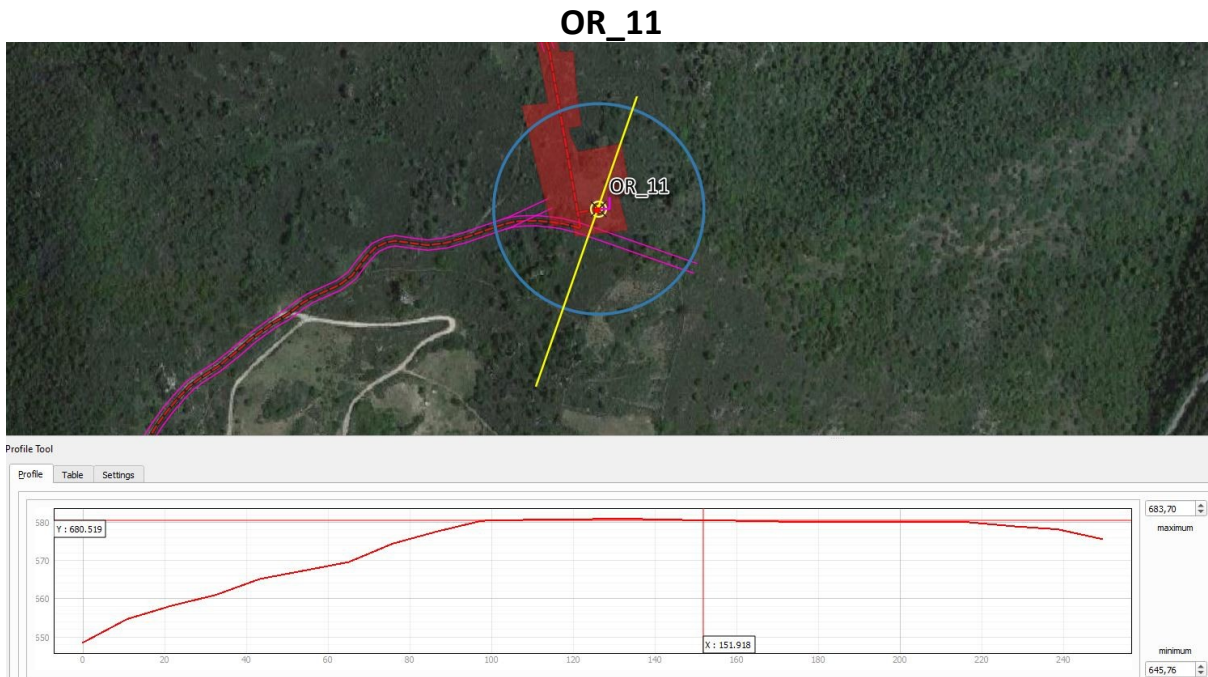 OR_11
OR_11
Profile Tool
Profile Table Settings
683,70
maximum
580
Y : 680.519
570
560
550
X : 151.918
minimum
645,76
0 20 40 60 80 100 120 140 160 180 200 220 240